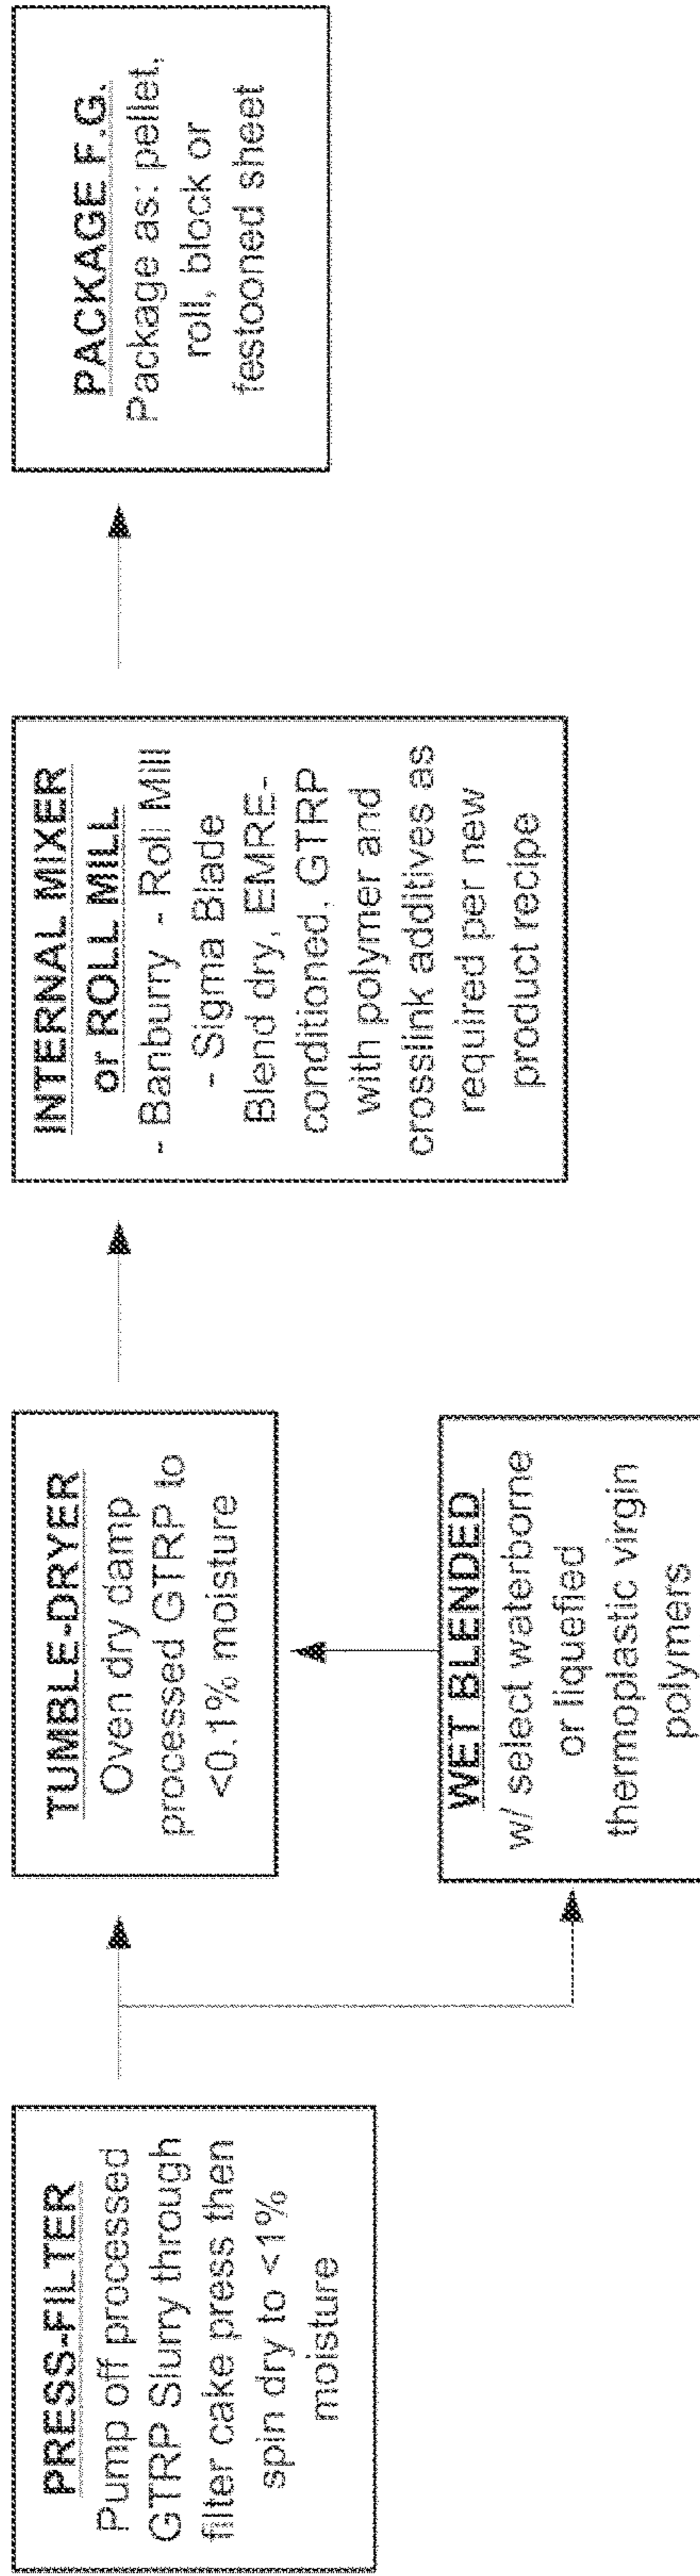 PRESS-FILTER
Pump off processed
GTRP Slurry through
filter cake press then
spin dry to <1%
moisture
TUMBLE-DRYER
Oven dry damp
processed GTRP to
<0.1% moisture
WET BLENDED
w/ select waterborne
or liquefied
thermoplastic virgin
polymers
INTERNAL MIXER
or ROLL MILL
- Banburry - Roll Mill
- Sigma Blade
Blend dry, EMRE-
conditioned, GTRP
with polymer and
crosslink additives as
required per new
product recipe
PACKAGE F.G.
Package as: pellet,
roll, block or
festooned sheet